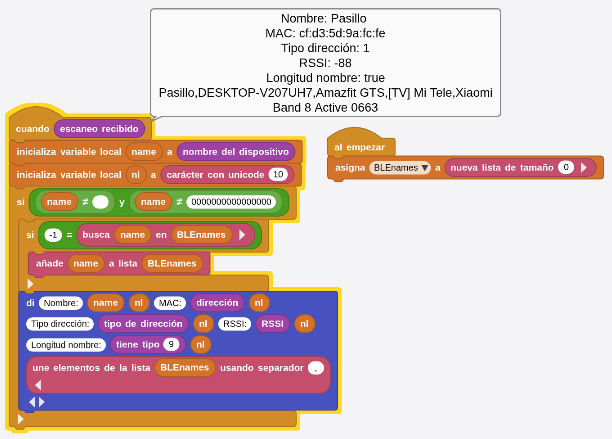 Nombre: Pasillo
MAC: cf:d3:5d:9a:fc:fe
Tipo dirección: 1
RSSI: -88
Longitud nombre: true
Pasillo,DESKTOP-V207UH7,Amazfit GTS,[TV] Mi Tele,Xiaomi
Band 8 Active 0663
cuando escaneo recibido
inicializa variable local name a nombre del dispositivo
inicializa variable local nl a carácter con unicode 10
si name ≠ y name ≠ 0000000000000000
si -1 = busca name en BLEnames
añade name a lista BLEnames
di Nombre: name nl MAC: dirección nl
Tipo dirección: tipo de dirección nl RSSI: RSSI nl
Longitud nombre: tiene tipo 9 nl
une elementos de la lista BLEnames usando separador ,
al empezar
asigna BLEnames a nueva lista de tamaño 0